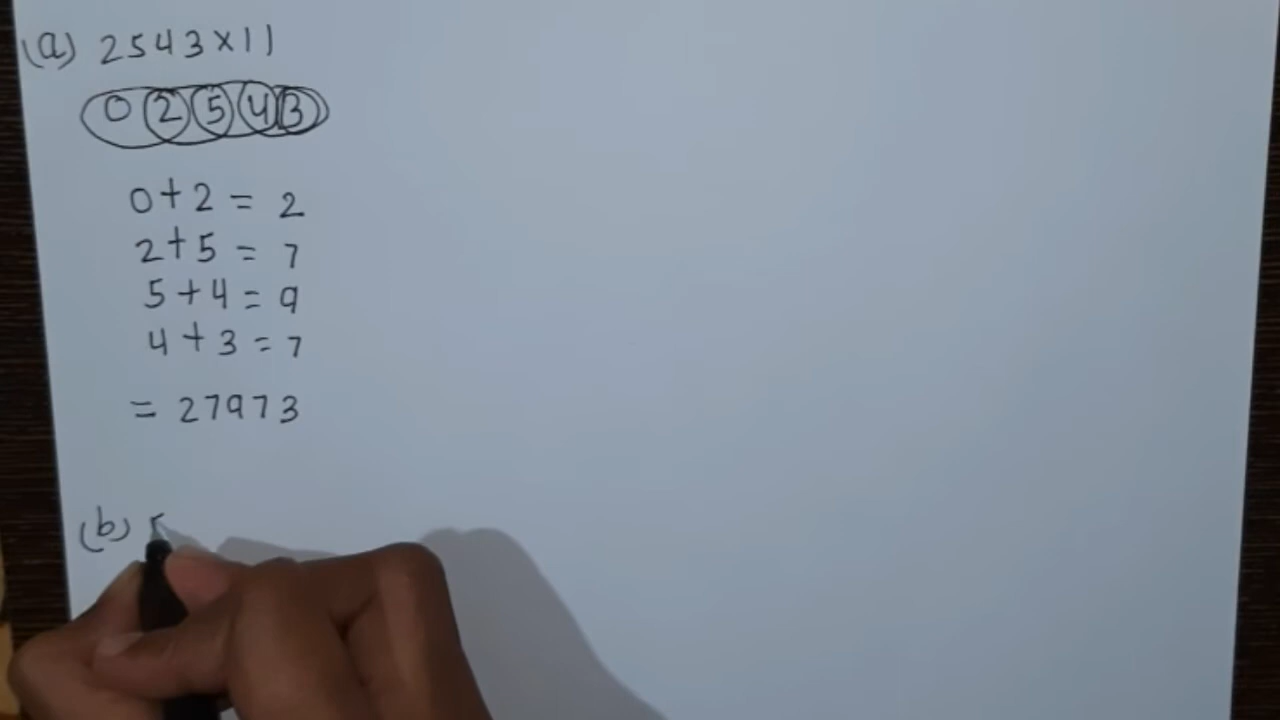 (a) 2543×11
0 2 5 4 3
0+2 = 2
2+5 = 7
5+4 = 9
4+3 = 7
= 27973
(b)